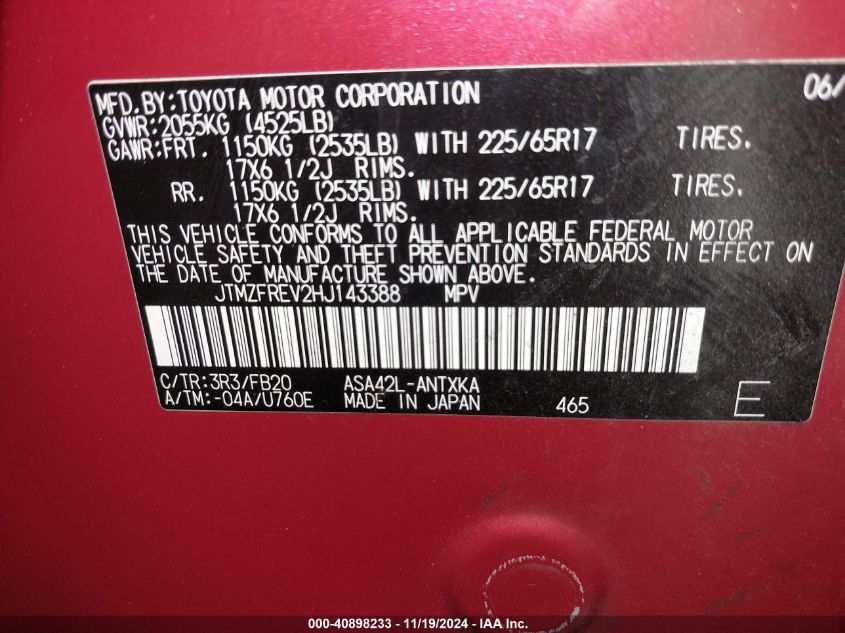 MFD. BY: TOYOTA MOTOR CORPORATION 06/
GVWR: 2055KG (4525LB)
GAWR: FRT. 1150KG (2535LB) WITH 225/65R17 TIRES.
17X6 1/2J RIMS.
RR. 1150KG (2535LB) WITH 225/65R17 TIRES.
17X6 1/2J RIMS.
THIS VEHICLE CONFORMS TO ALL APPLICABLE FEDERAL MOTOR
VEHICLE SAFETY AND THEFT PREVENTION STANDARDS IN EFFECT ON
THE DATE OF MANUFACTURE SHOWN ABOVE.
JTMZFREV2HJ143388 MPV
C/TR: 3R3/FB20 ASA42L-ANTXKA
A/TM: -04A/U760E MADE IN JAPAN 465 E
000-40898233 - 11/19/2024 - IAA Inc.